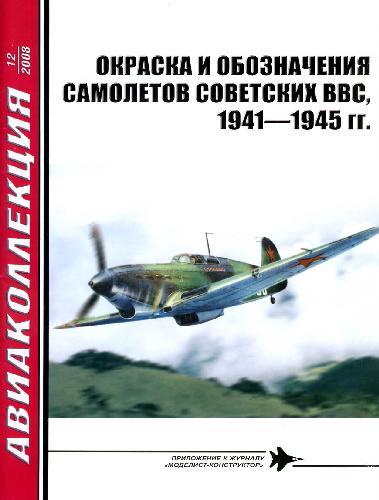 12
2008
АВИАКОЛЛЕКЦИЯ
ОКРАСКА И ОБОЗНАЧЕНИЯ
САМОЛЕТОВ СОВЕТСКИХ ВВС,
1941—1945 гг.
ПРИЛОЖЕНИЕ К ЖУРНАЛУ
«МОДЕЛИСТ-КОНСТРУКТОР»